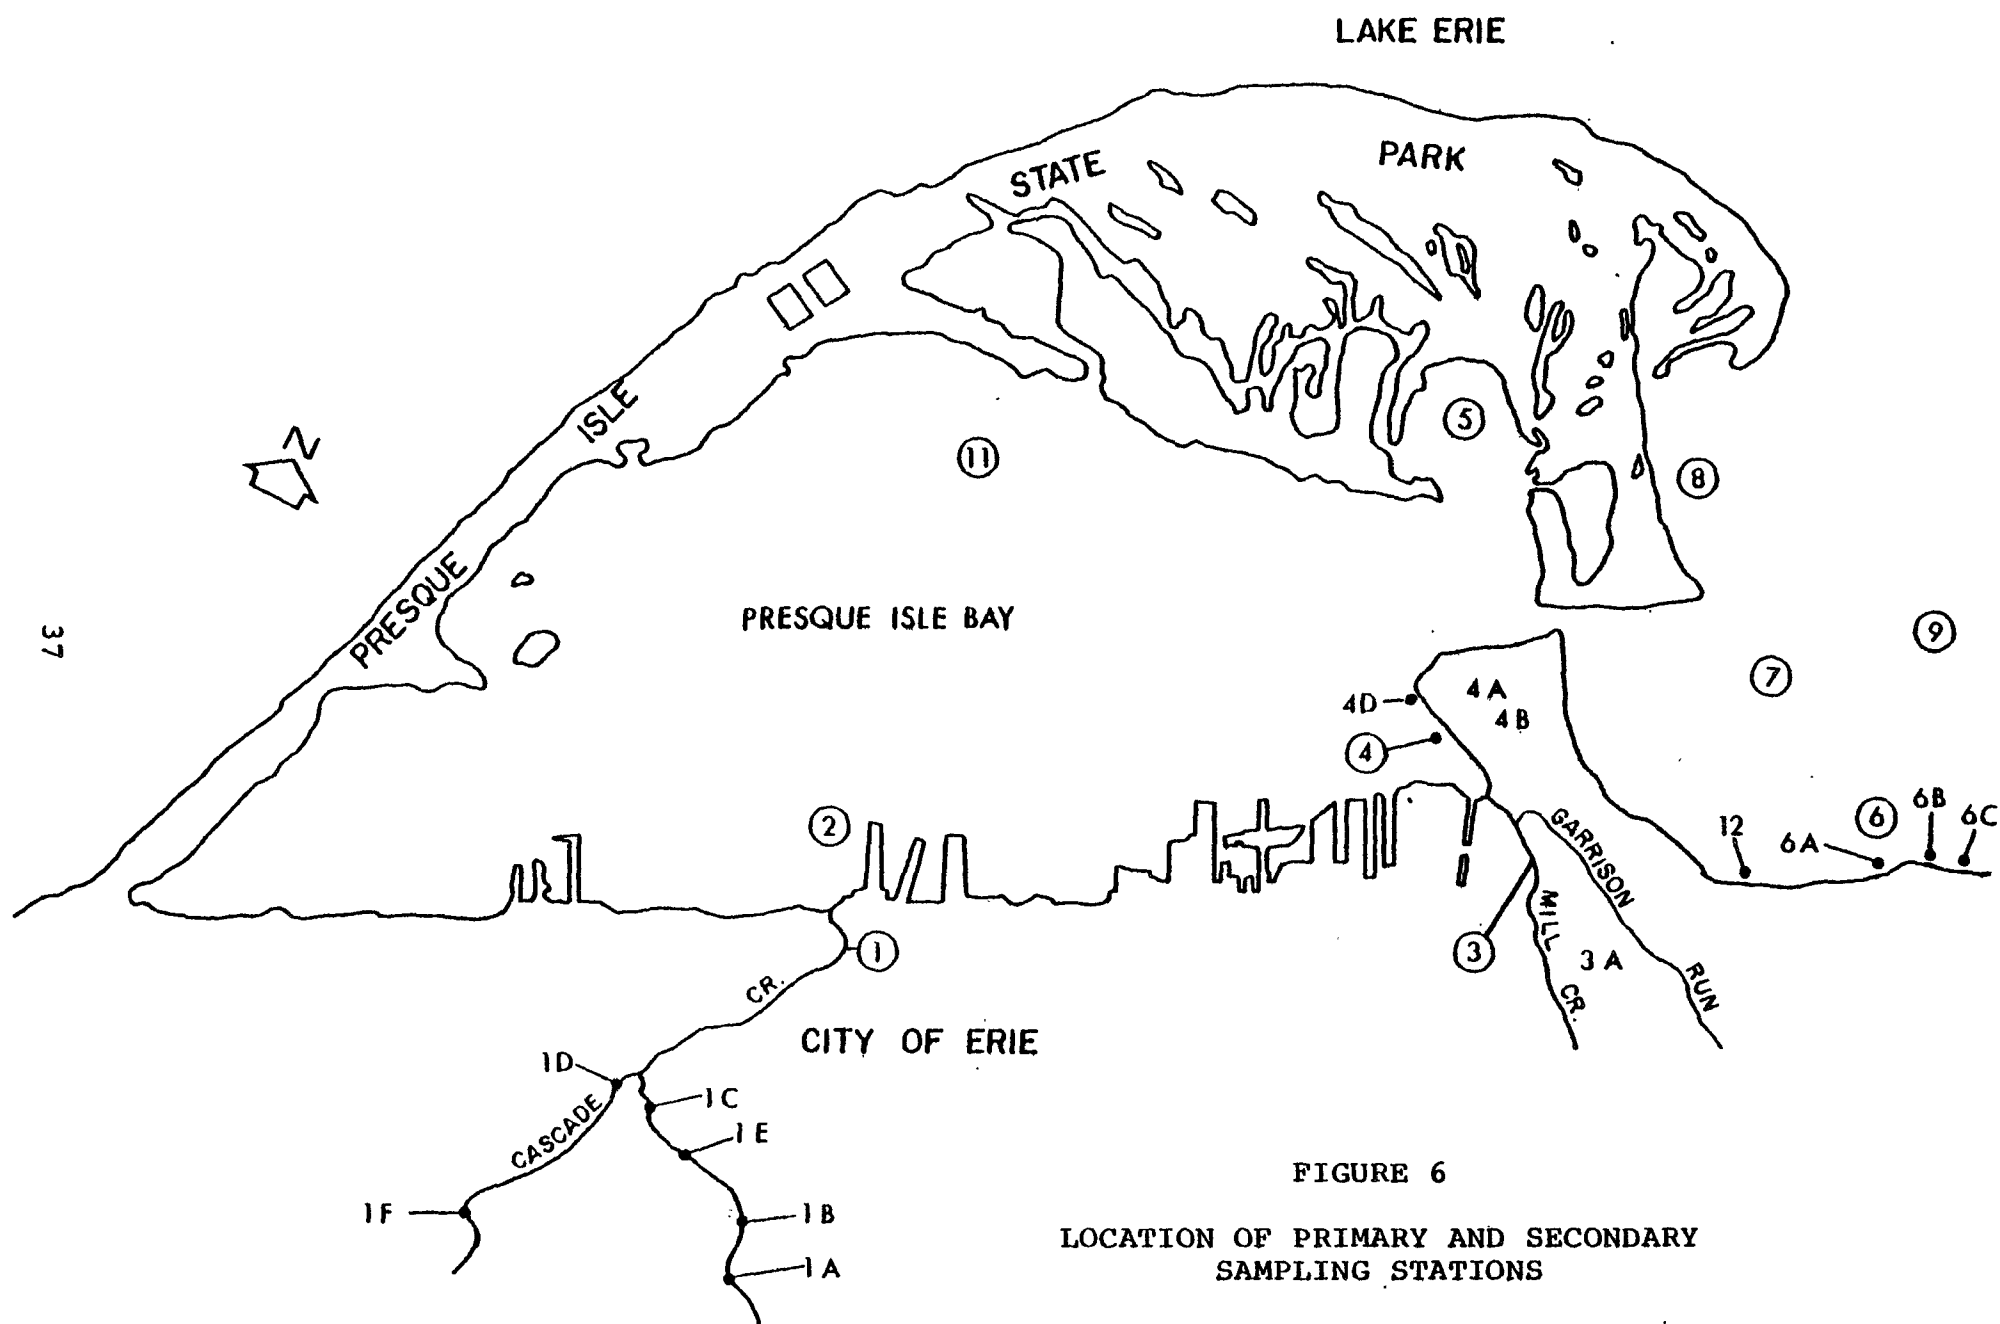 LAKE ERIE
STATE
PARK
ISLE
N
PRESQUE
5
11
8
PRESQUE ISLE BAY
37
9
7
4A
4D
4B
4
2
12
6A
6
6B
6C
GARRISON
RUN
MILL
CR.
3
3A
1
CR.
CITY OF ERIE
1D
1C
CASCADE
1E
1F
1B
1A
FIGURE 6
LOCATION OF PRIMARY AND SECONDARY
SAMPLING STATIONS